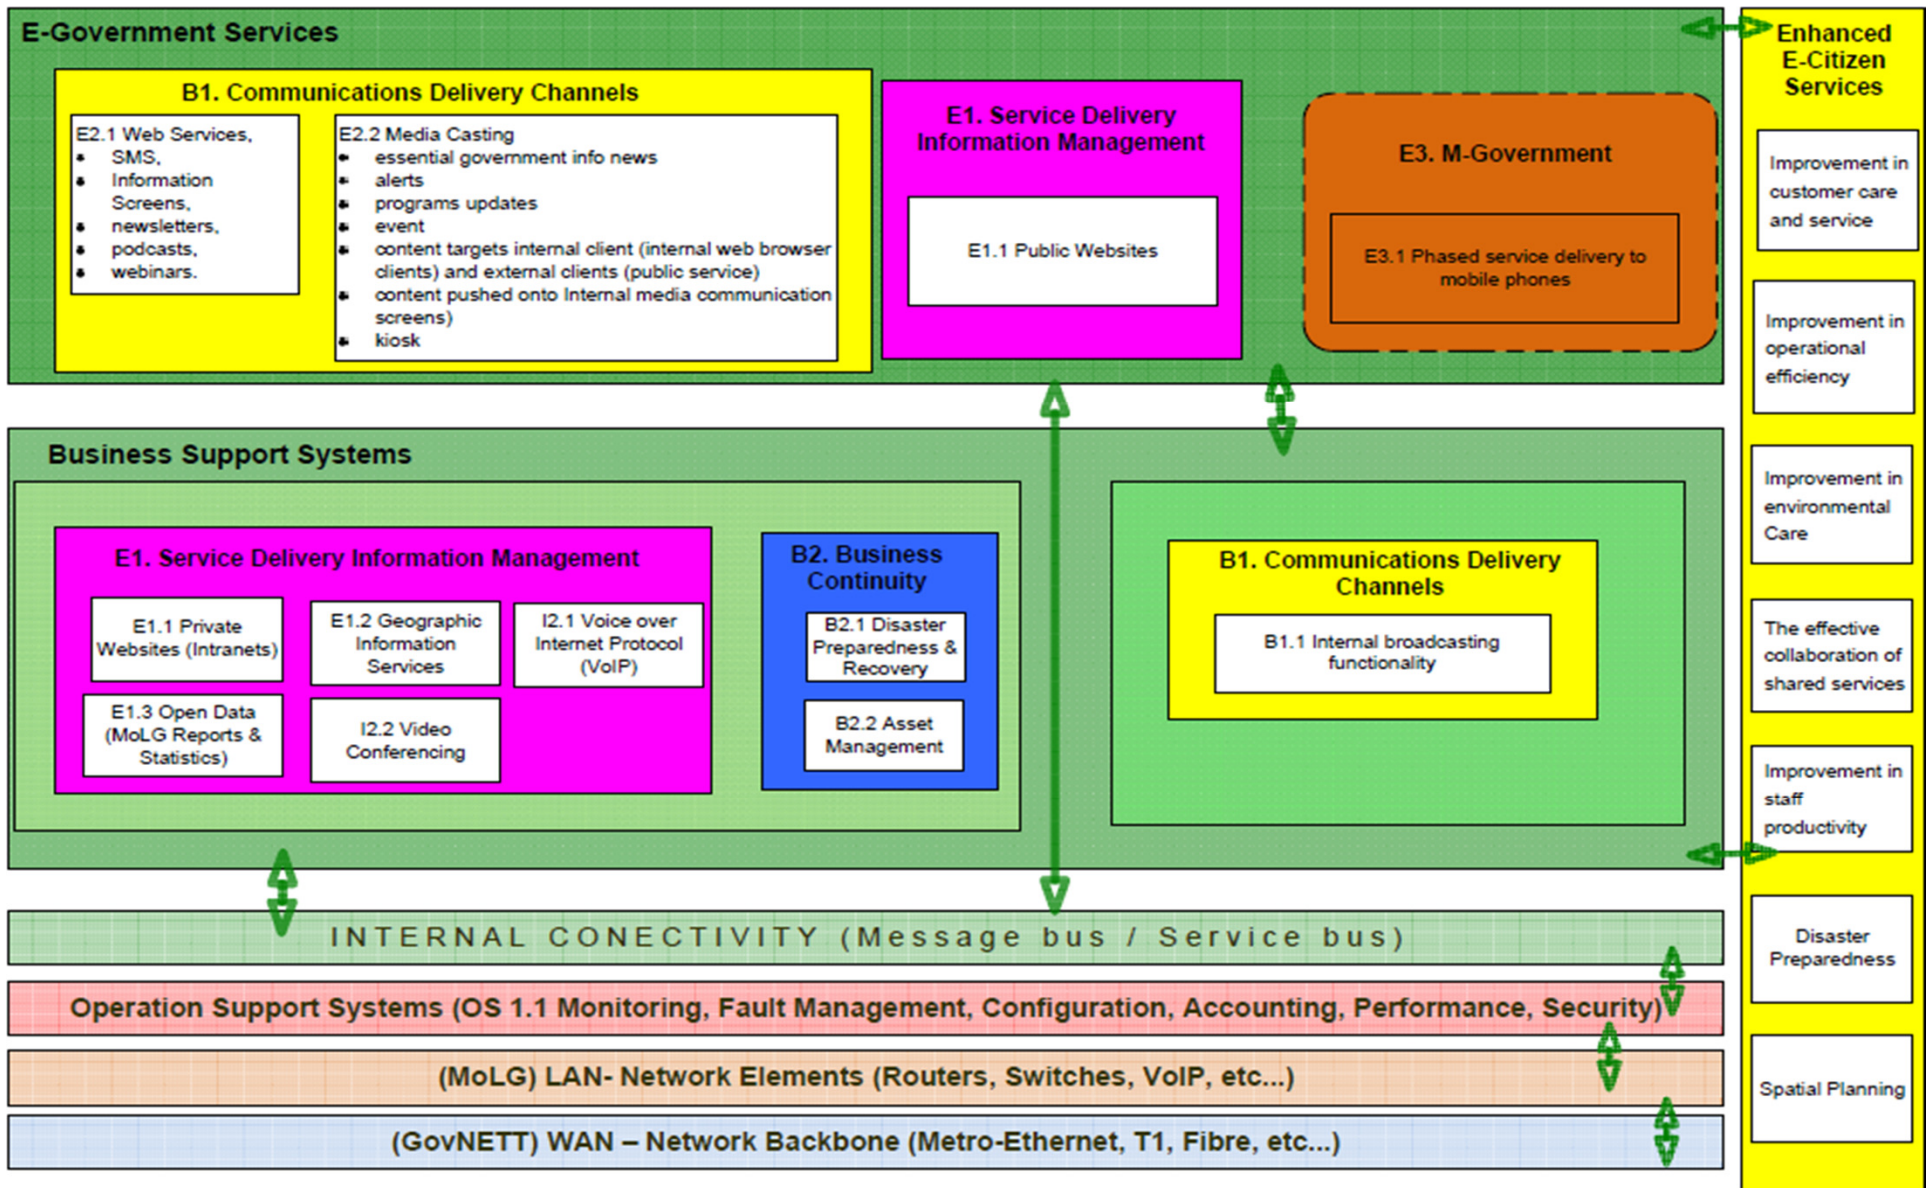 E-Government Services
B1. Communications Delivery Channels
E2.1 Web Services,
SMS,
Information
Screens,
newsletters,
podcasts,
webinars.
E2.2 Media Casting
essential government info news
alerts
programs updates
event
content targets internal client (internal web browser
clients) and external clients (public service)
content pushed onto Internal media communication
screens)
kiosk
E1. Service Delivery
Information Management
E1.1 Public Websites
E3. M-Government
E3.1 Phased service delivery to
mobile phones
Business Support Systems
E1. Service Delivery Information Management
E1.1 Private
Websites (Intranets)
E1.2 Geographic
Information
Services
I2.1 Voice over
Internet Protocol
(VoIP)
E1.3 Open Data
(MoLG Reports &
Statistics)
I2.2 Video
Conferencing
B2. Business
Continuity
B2.1 Disaster
Preparedness &
Recovery
B2.2 Asset
Management
B1. Communications Delivery
Channels
B1.1 Internal broadcasting
functionality
INTERNAL CONECTIVITY (Message bus / Service bus)
Operation Support Systems (OS 1.1 Monitoring, Fault Management, Configuration, Accounting, Performance, Security)
(MoLG) LAN- Network Elements (Routers, Switches, VoIP, etc...)
(GovNETT) WAN – Network Backbone (Metro-Ethernet, T1, Fibre, etc...)
Enhanced
E-Citizen
Services
Improvement in
customer care
and service
Improvement in
operational
efficiency
Improvement in
environmental
Care
The effective
collaboration of
shared services
Improvement in
staff
productivity
Disaster
Preparedness
Spatial Planning